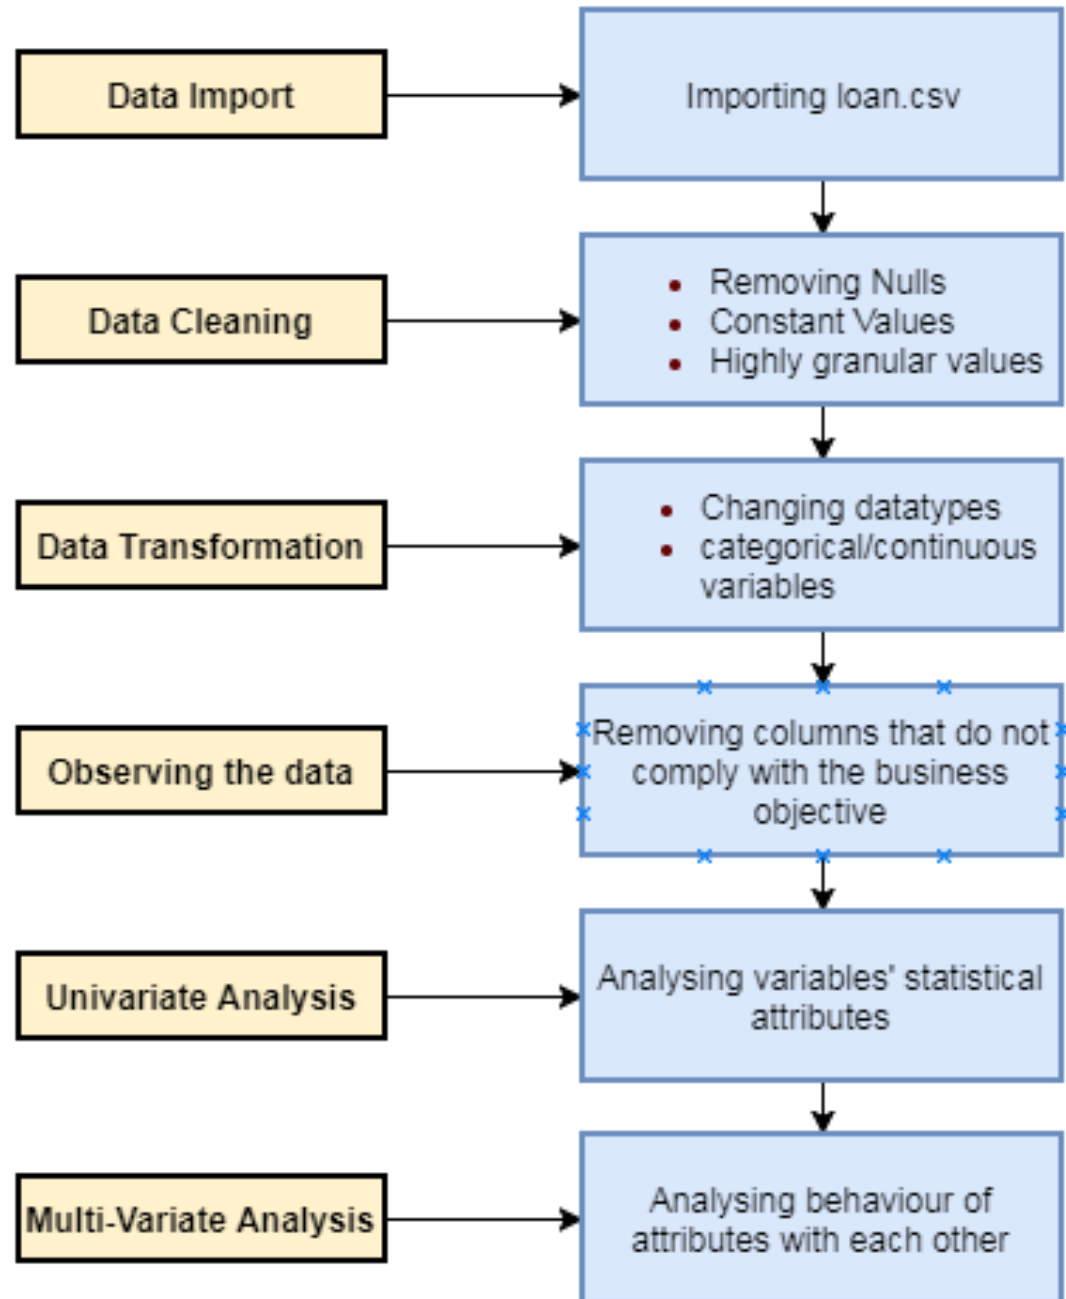 Data Import
Importing loan.csv
Data Cleaning
• Removing Nulls
• Constant Values
• Highly granular values
Data Transformation
• Changing datatypes
• categorical/continuous
variables
Observing the data
Removing columns that do not
comply with the business
objective
Univariate Analysis
Analysing variables' statistical
attributes
Multi-Variate Analysis
Analysing behaviour of
attributes with each other